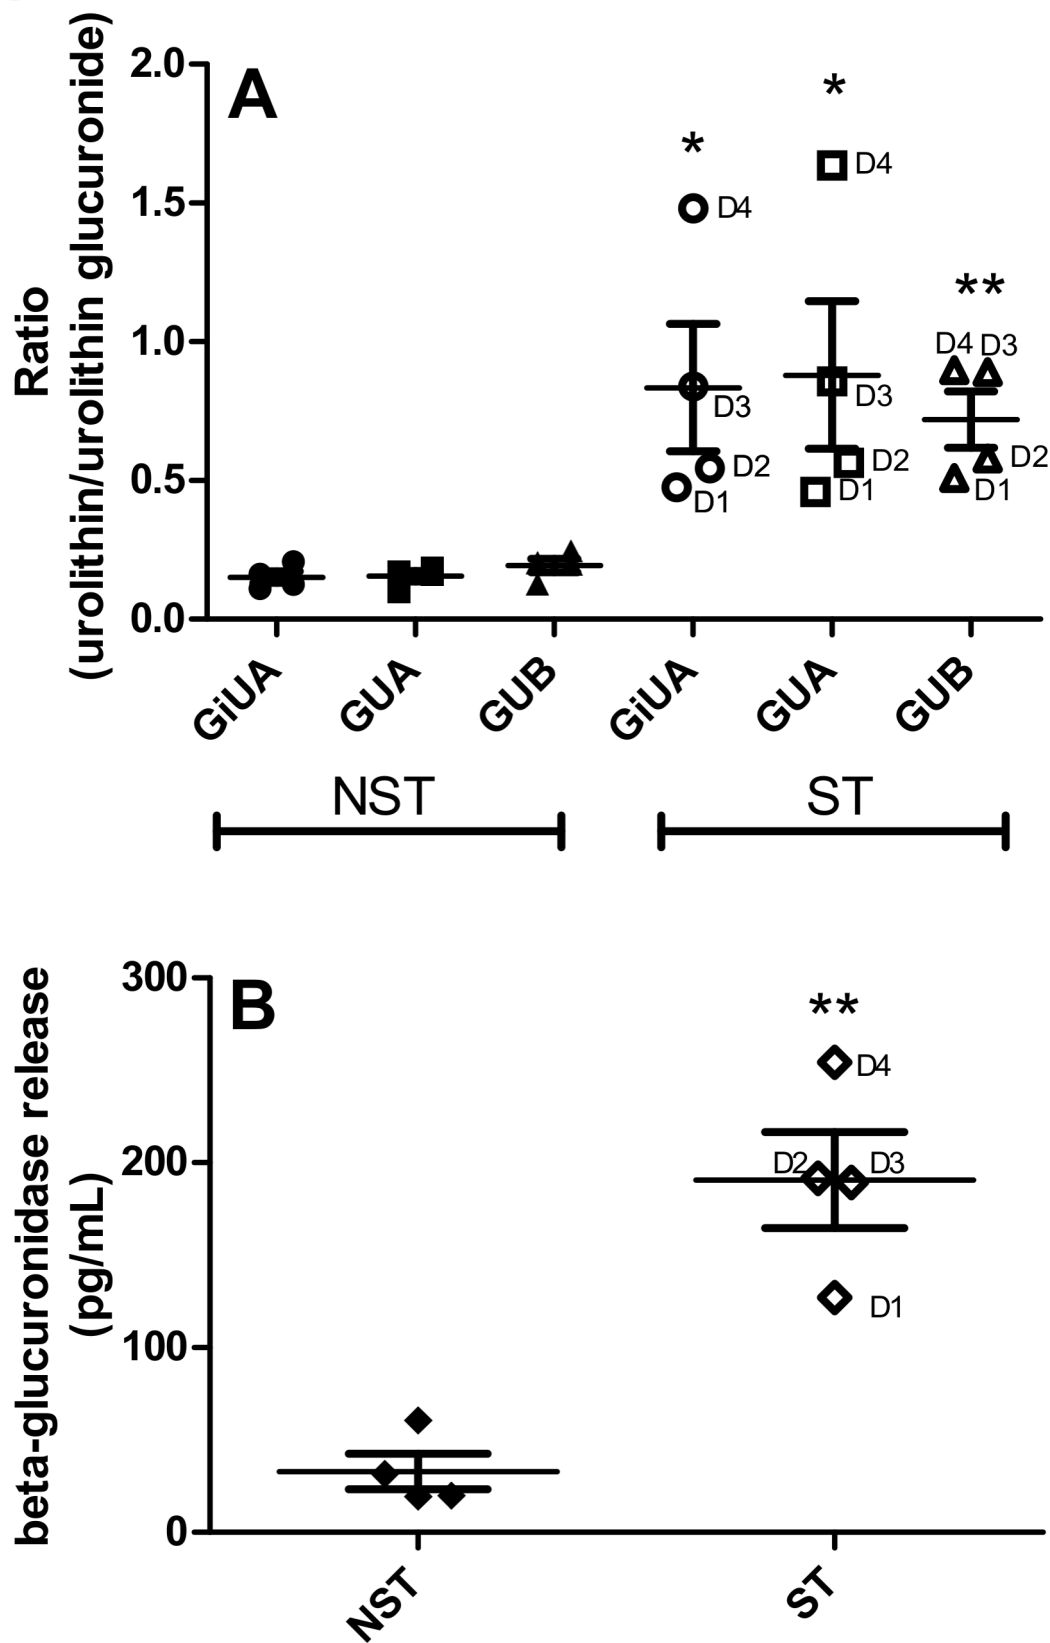 A
Ratio
(urolithin/urolithin glucuronide)
2.0
1.5
1.0
0.5
0.0
*
*
**
D4
D4
D4 D3
D3
D3
D2
D2
D2
D1
D1
D1
GiUA
GUA
GUB
GiUA
GUA
GUB
NST
ST
B
beta-glucuronidase release
(pg/mL)
300
200
100
0
**
D4
D2
D3
D1
NST
ST